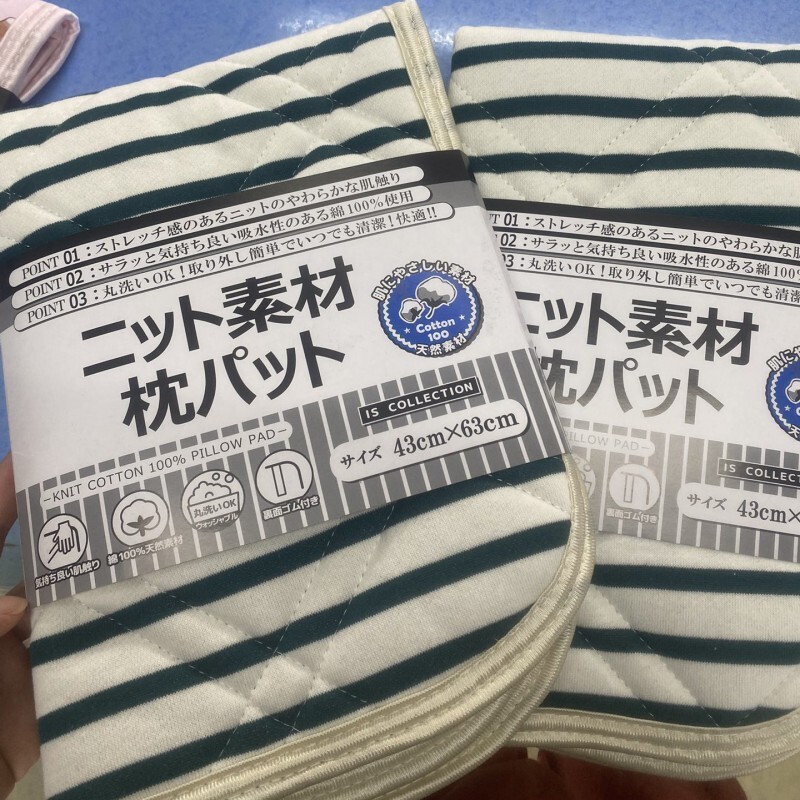 POINT 01：ストレッチ感のあるニットのやわらかな肌触り
POINT 02：サラッと気持ち良い吸水性のある綿100%使用
POINT 03：丸洗いOK！取り外し簡単でいつでも清潔！快適!!
肌にやさしい素材
Cotton
100
天然素材
ニット素材
枕パット
IS COLLECTION
サイズ 43cm×63cm
-KNIT COTTON 100% PILLOW PAD-
気持ち良い肌触り
綿100%天然素材
丸洗いOK
ウォッシャブル
裏面ゴム付き
POINT 01：ストレッチ感のあるニットのやわらかな肌
02：サラッと気持ち良い吸水性のある綿100%
03：丸洗いOK！取り外し簡単でいつでも清潔
肌に
ニット素材
枕パット
IS COLLECT
サイズ 43cm×
PILLOW PAD-
丸洗いOK
裏面ゴム付き